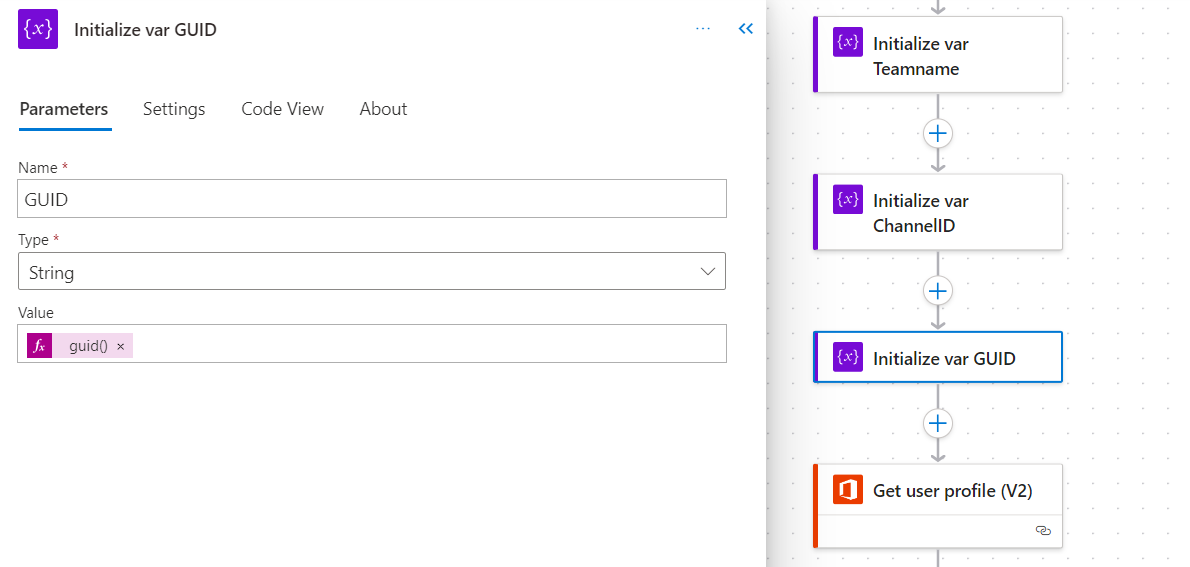 {x} Initialize var GUID
Parameters Settings Code View About
Name *
GUID
Type *
String
Value
fx guid() ×
{x} Initialize var
Teamname
{x} Initialize var
ChannelID
{x} Initialize var GUID
Get user profile (V2)